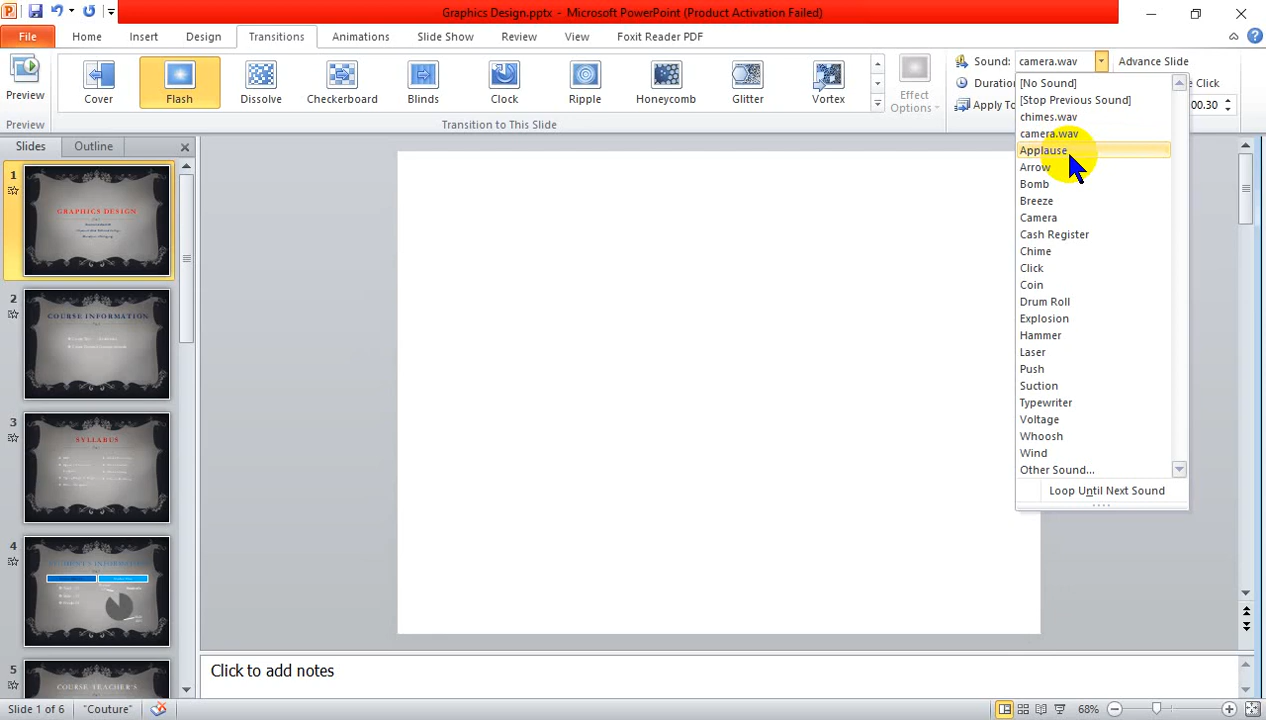 Graphics Design.pptx - Microsoft PowerPoint (Product Activation Failed)
File Home Insert Design Transitions Animations Slide Show Review View Foxit Reader PDF
Preview
Cover Flash Dissolve Checkerboard Blinds Clock Ripple Honeycomb Glitter Vortex
Effect
Options
Sound: camera.wav Advance Slide
Duratio
Click
Apply To
00.30
Preview Transition to This Slide
[No Sound]
[Stop Previous Sound]
chimes.wav
camera.wav
Applause
Arrow
Bomb
Breeze
Camera
Cash Register
Chime
Click
Coin
Drum Roll
Explosion
Hammer
Laser
Push
Suction
Typewriter
Voltage
Whoosh
Wind
Other Sound...
Loop Until Next Sound
Slides Outline
1
GRAPHICS DESIGN
2
COURSE INFORMATION
3
SYLLABUS
4
STUDENTS INFORMATION
5
COURSE TEACHER'S
Click to add notes
Slide 1 of 6 "Couture" 68%